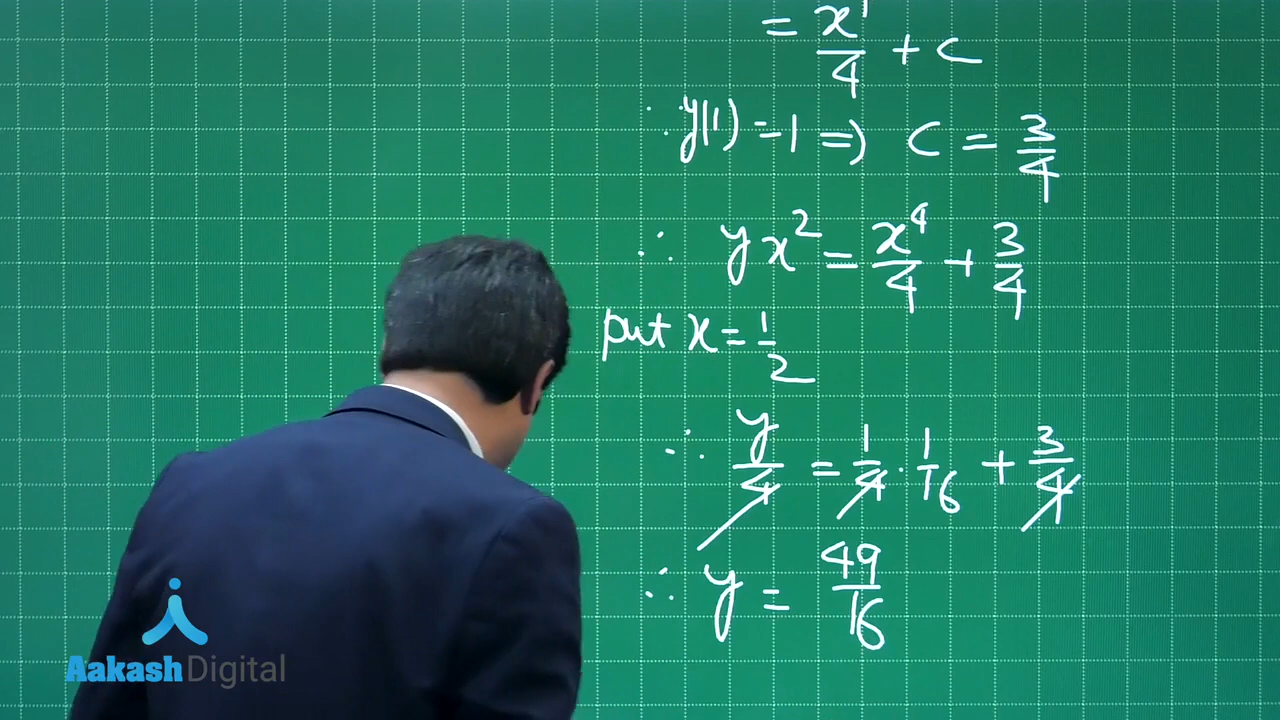 = x⁴/4 + c
∵ y(1) = 1 ⇒ c = 3/4
∴ yx² = x⁴/4 + 3/4
put x = 1/2
∴ y/4 = 1/4 · 1/16 + 3/4
∴ y = 49/16
Aakash Digital